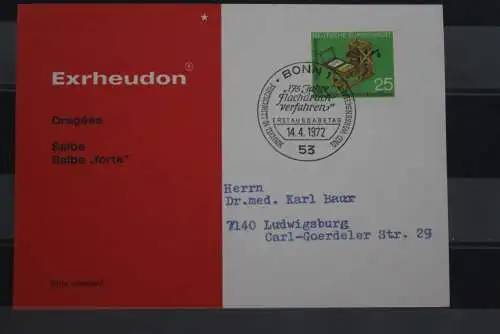 Exrheudon ®
Dragées
Salbe
Salbe „forte"
DEUTSCHE BUNDESPOST
25
BONN 1
175 Jahre
Flachdruck
verfahren"
ERSTAUSGABETAG
14.4.1972
53
Herrn
Dr.med. Karl Baur
7140 Ludwigsburg
Carl-Goerdeler Str. 29